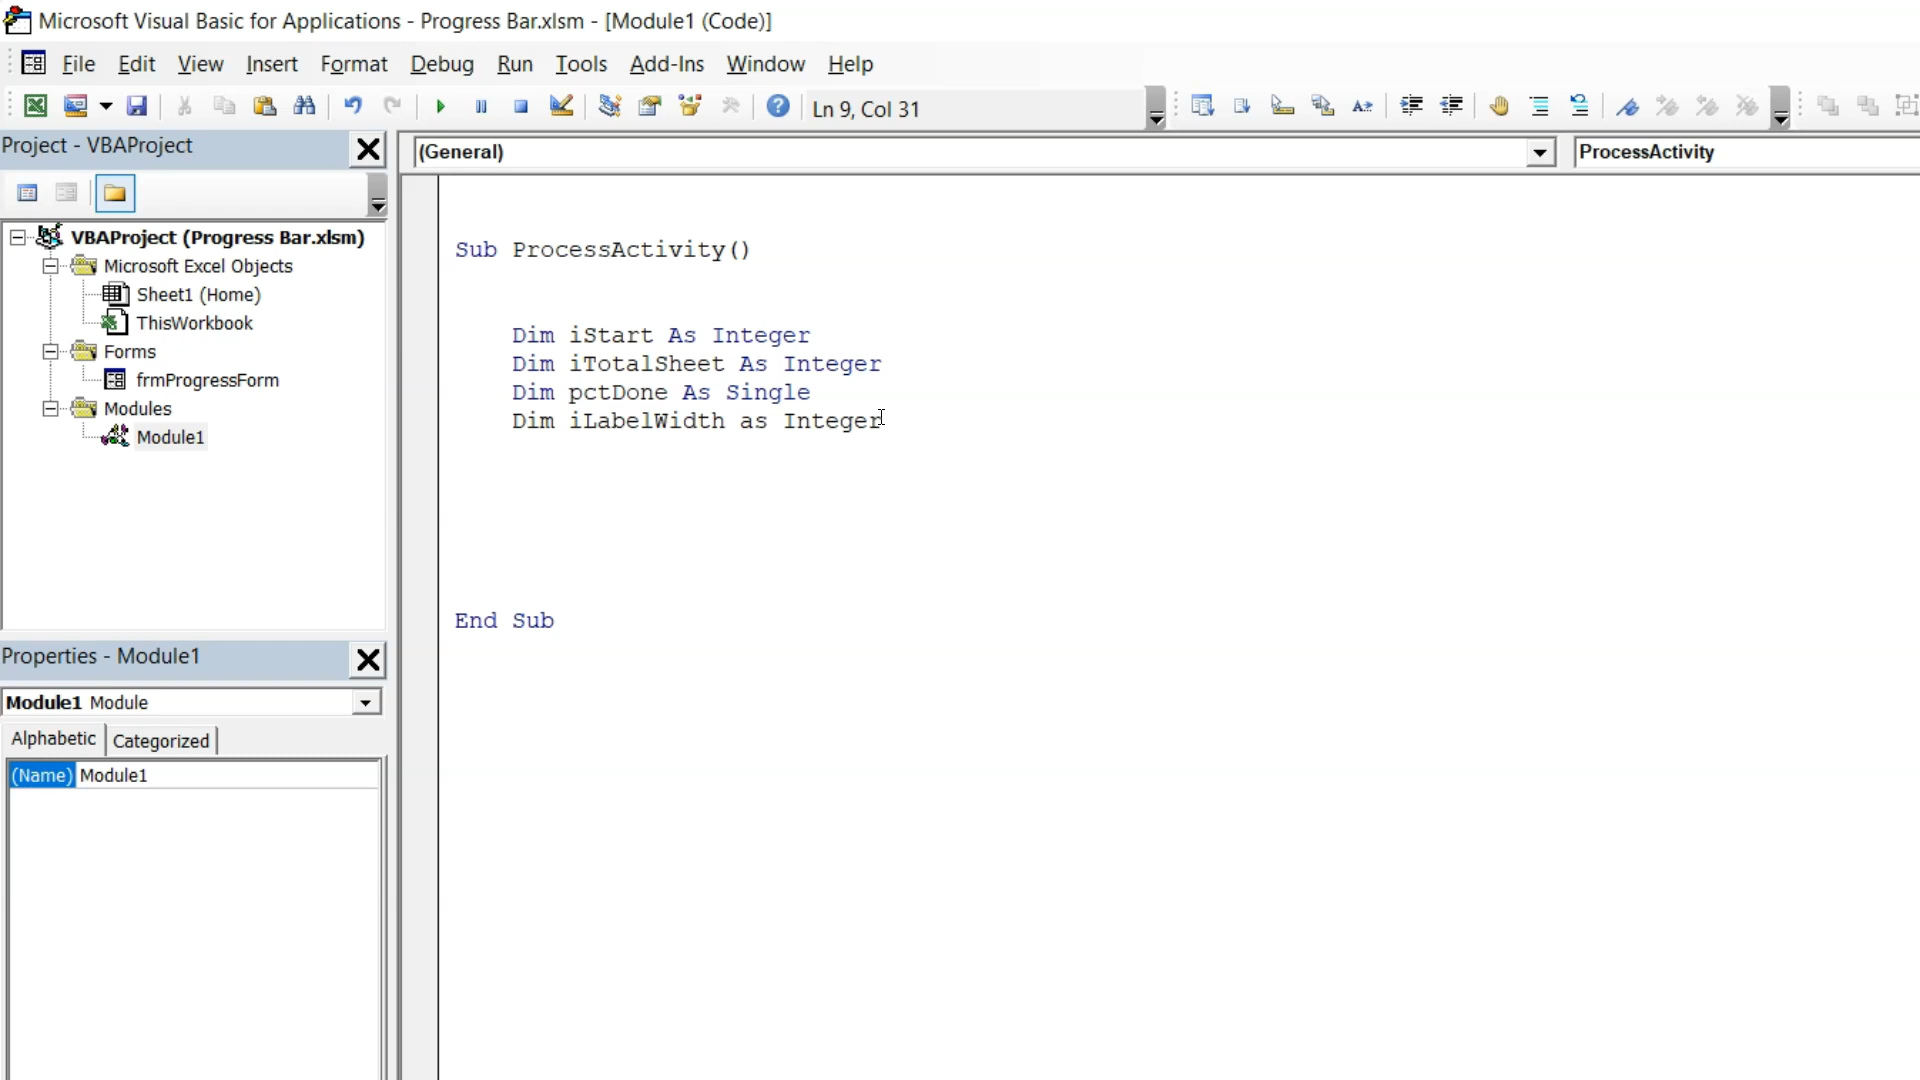 Microsoft Visual Basic for Applications - Progress Bar.xlsm - [Module1 (Code)]
File Edit View Insert Format Debug Run Tools Add-Ins Window Help
Ln 9, Col 31
Project - VBAProject
(General)
ProcessActivity
VBAProject (Progress Bar.xlsm)
Microsoft Excel Objects
Sheet1 (Home)
ThisWorkbook
Forms
frmProgressForm
Modules
Module1
Sub ProcessActivity()
Dim iStart As Integer
Dim iTotalSheet As Integer
Dim pctDone As Single
Dim iLabelWidth as Integer
End Sub
Properties - Module1
Module1 Module
Alphabetic Categorized
(Name) Module1